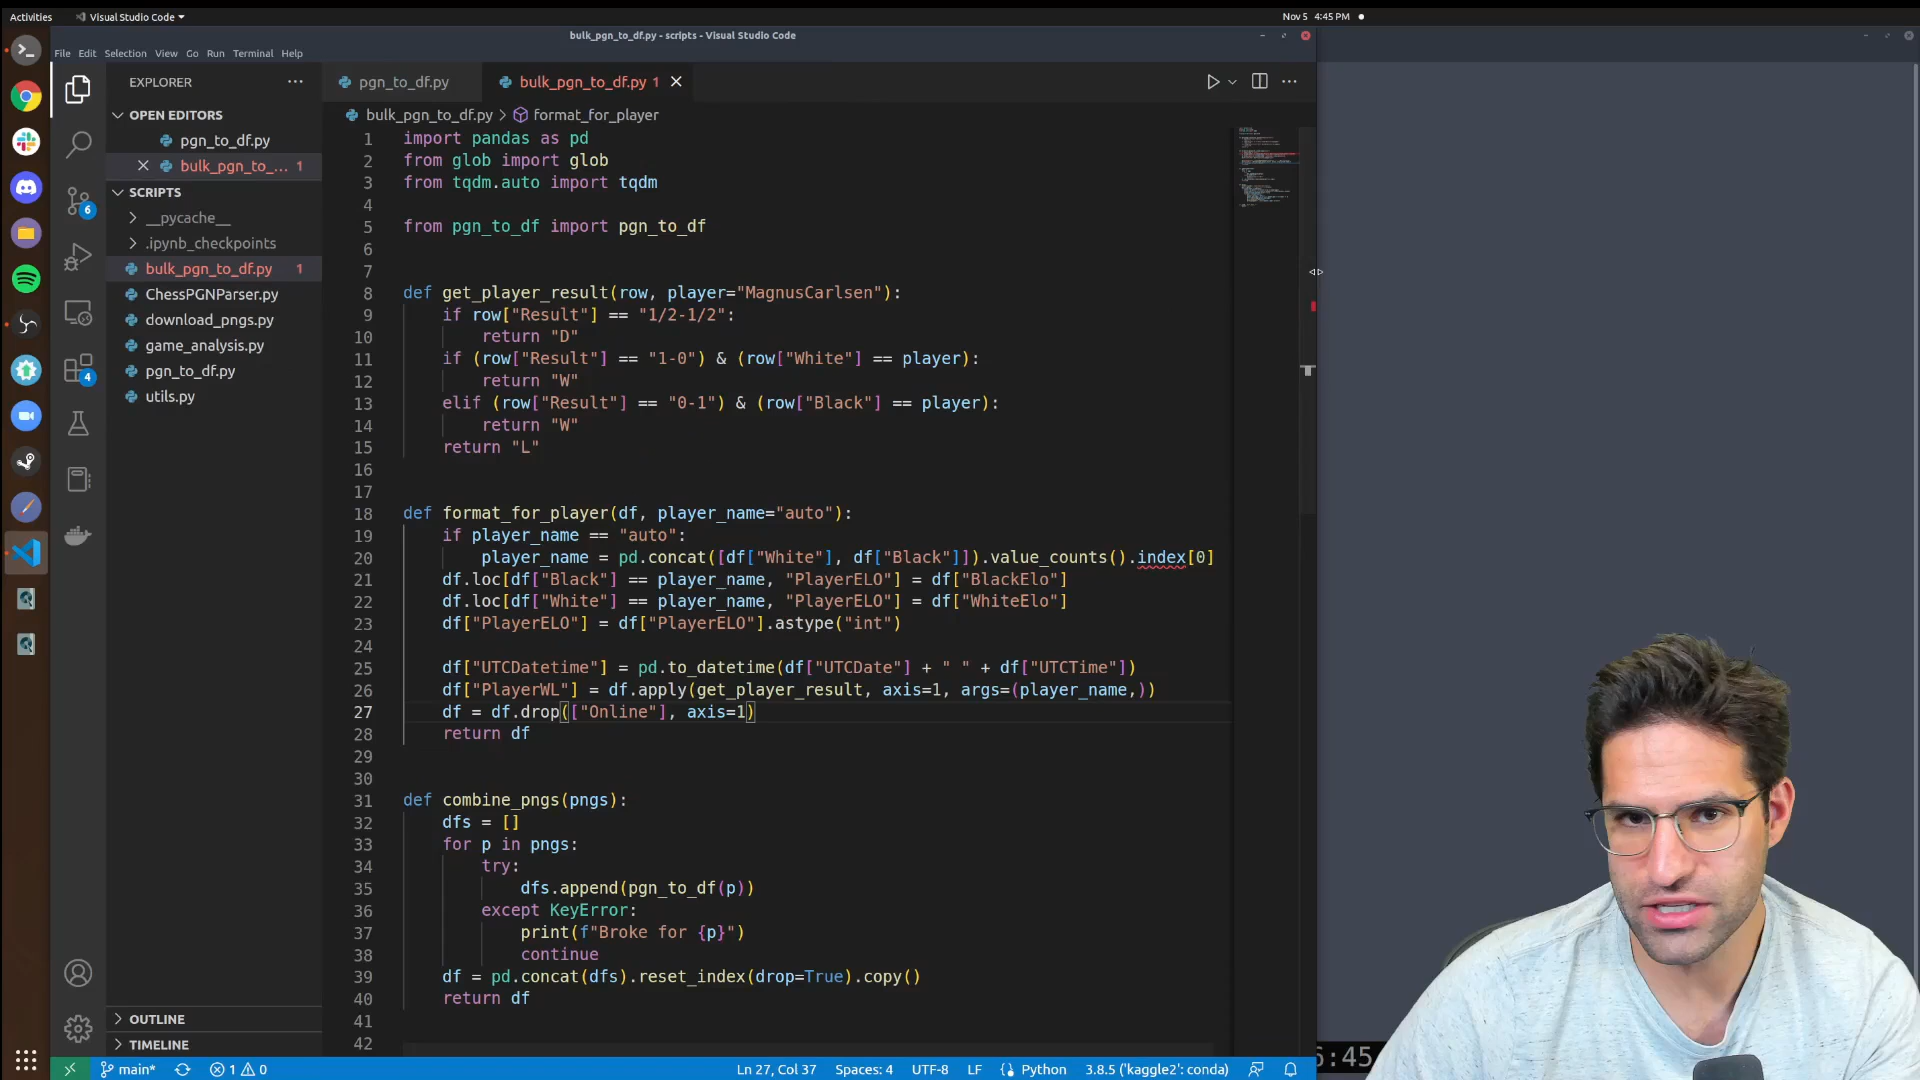 Activities
Visual Studio Code
Nov 5 4:45 PM
bulk_pgn_to_df.py - scripts - Visual Studio Code
File Edit Selection View Go Run Terminal Help
EXPLORER
OPEN EDITORS
pgn_to_df.py
bulk_pgn_to_... 1
SCRIPTS
__pycache__
.ipynb_checkpoints
bulk_pgn_to_df.py 1
ChessPGNParser.py
download_pngs.py
game_analysis.py
pgn_to_df.py
utils.py
6
4
OUTLINE
TIMELINE
pgn_to_df.py
bulk_pgn_to_df.py 1
bulk_pgn_to_df.py > format_for_player
1 import pandas as pd
2 from glob import glob
3 from tqdm.auto import tqdm
4
5 from pgn_to_df import pgn_to_df
6
7
8 def get_player_result(row, player="MagnusCarlsen"):
9 if row["Result"] == "1/2-1/2":
10 return "D"
11 if (row["Result"] == "1-0") & (row["White"] == player):
12 return "W"
13 elif (row["Result"] == "0-1") & (row["Black"] == player):
14 return "W"
15 return "L"
16
17
18 def format_for_player(df, player_name="auto"):
19 if player_name == "auto":
20 player_name = pd.concat([df["White"], df["Black"]]).value_counts().index[0]
21 df.loc[df["Black"] == player_name, "PlayerELO"] = df["BlackElo"]
22 df.loc[df["White"] == player_name, "PlayerELO"] = df["WhiteElo"]
23 df["PlayerELO"] = df["PlayerELO"].astype("int")
24
25 df["UTCDatetime"] = pd.to_datetime(df["UTCDate"] + " " + df["UTCTime"])
26 df["PlayerWL"] = df.apply(get_player_result, axis=1, args=(player_name,))
27 df = df.drop(["Online"], axis=1)
28 return df
29
30
31 def combine_pngs(pngs):
32 dfs = []
33 for p in pngs:
34 try:
35 dfs.append(pgn_to_df(p))
36 except KeyError:
37 print(f"Broke for {p}")
38 continue
39 df = pd.concat(dfs).reset_index(drop=True).copy()
40 return df
41
42
main* 1 0
Ln 27, Col 37 Spaces: 4 UTF-8 LF Python 3.8.5 ('kaggle2': conda)
6:45